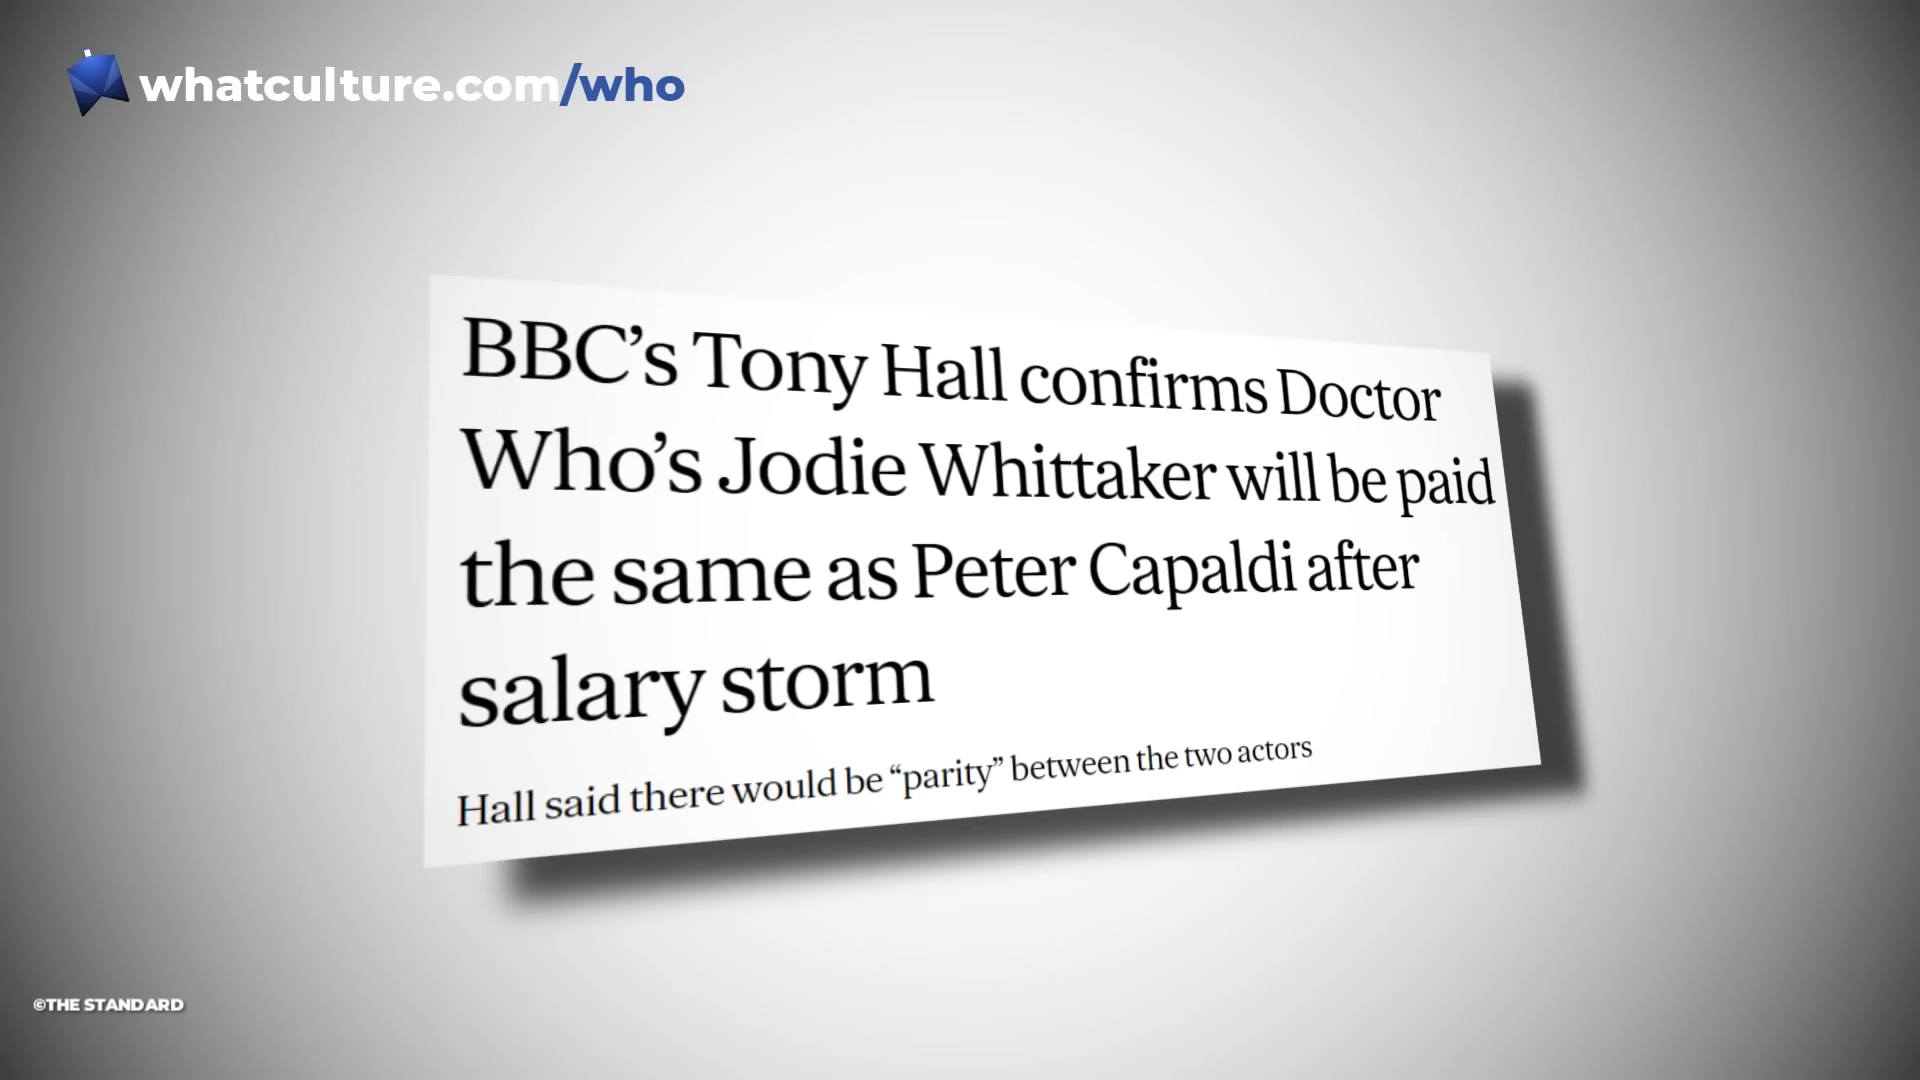 whatculture.com/who
BBC’s Tony Hall confirms Doctor
Who’s Jodie Whittaker will be paid
the same as Peter Capaldi after
salary storm
Hall said there would be “parity” between the two actors
©THE STANDARD